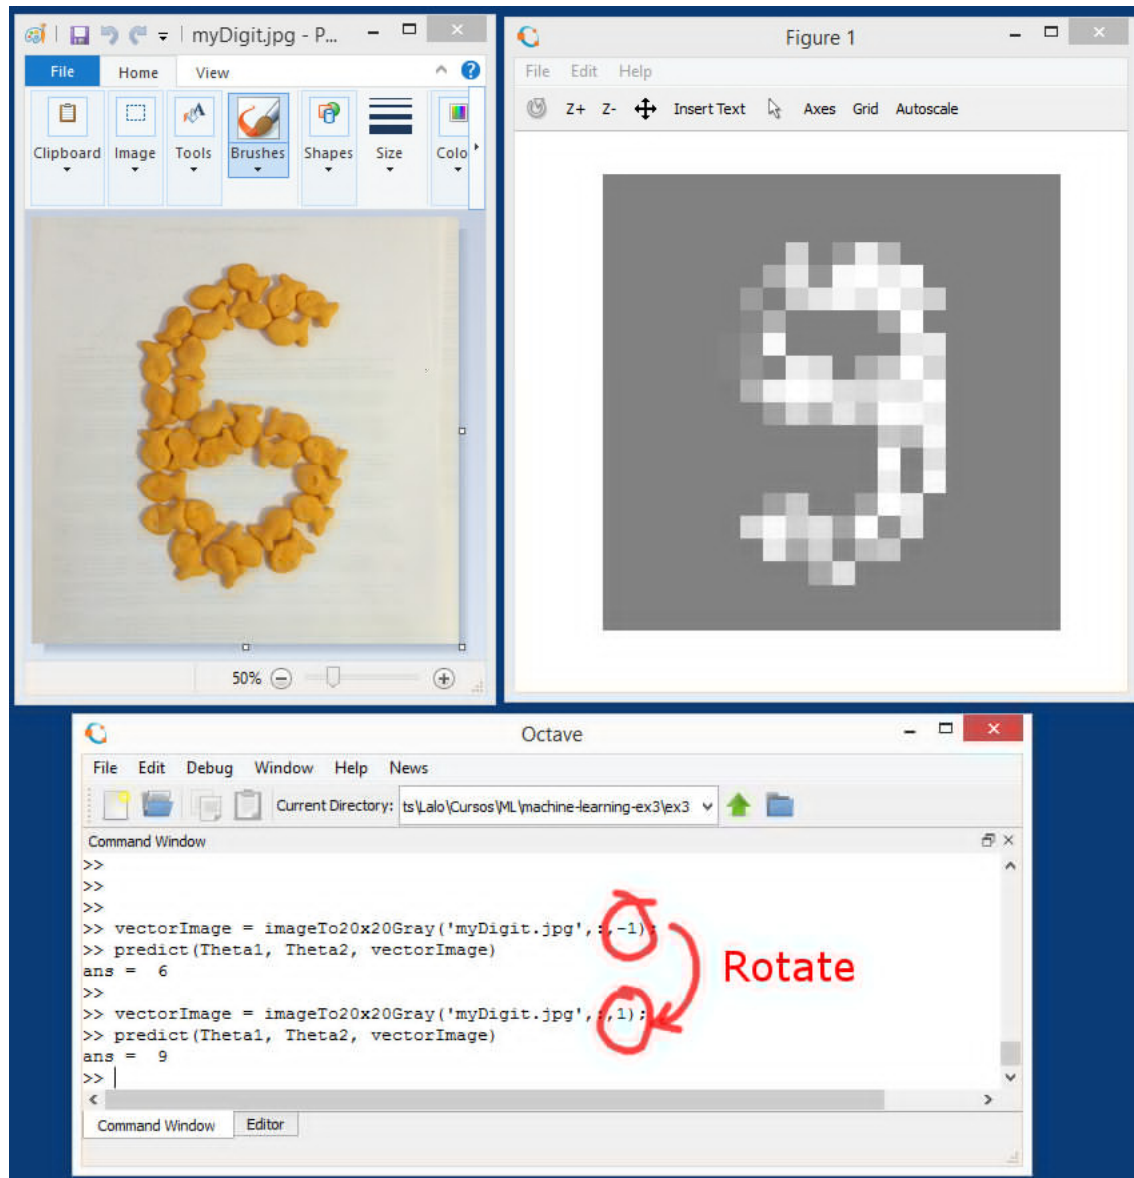 myDigit.jpg - P...
File Home View
Clipboard Image Tools Brushes Shapes Size Colo
50%
Figure 1
File Edit Help
Z+ Z- Insert Text Axes Grid Autoscale
Octave
File Edit Debug Window Help News
Current Directory: ts\Lalo\Cursos\ML\machine-learning-ex3\ex3
Command Window
>>
>>
>>
>> vectorImage = imageTo20x20Gray('myDigit.jpg',:,-1);
>> predict(Theta1, Theta2, vectorImage)
ans = 6
>>
>> vectorImage = imageTo20x20Gray('myDigit.jpg',:,1);
>> predict(Theta1, Theta2, vectorImage)
ans = 9
>>
Rotate
Command Window Editor